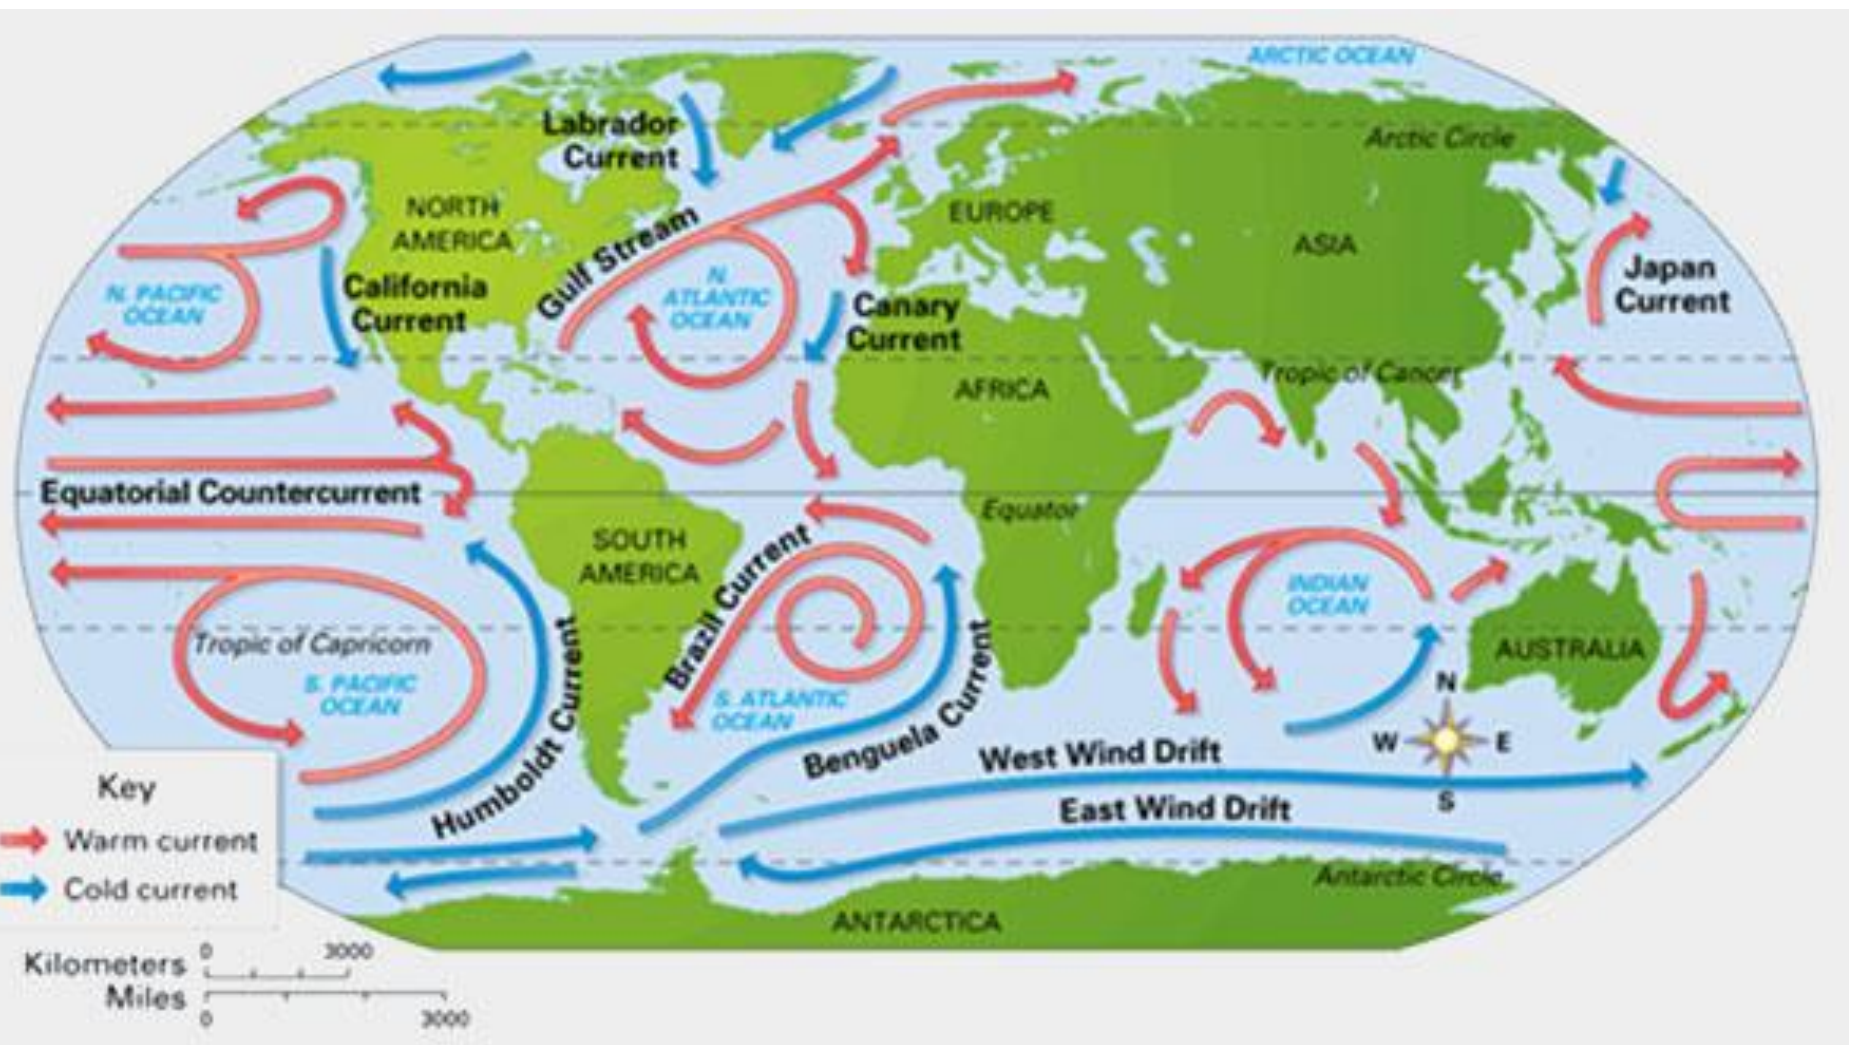 ARCTIC OCEAN
Labrador
Current
Arctic Circle
NORTH
AMERICA
EUROPE
ASIA
Gulf Stream
Japan
Current
N. PACIFIC
OCEAN
California
Current
N.
ATLANTIC
OCEAN
Canary
Current
AFRICA
Tropic of Cancer
Equatorial Countercurrent
Equator
SOUTH
AMERICA
Brazil Current
INDIAN
OCEAN
Tropic of Capricorn
AUSTRALIA
S. PACIFIC
OCEAN
Humboldt Current
S. ATLANTIC
OCEAN
Benguela Current
N
W
E
S
West Wind Drift
East Wind Drift
Antarctic Circle
ANTARCTICA
Key
Warm current
Cold current
0 3000
Kilometers
Miles
0 3000